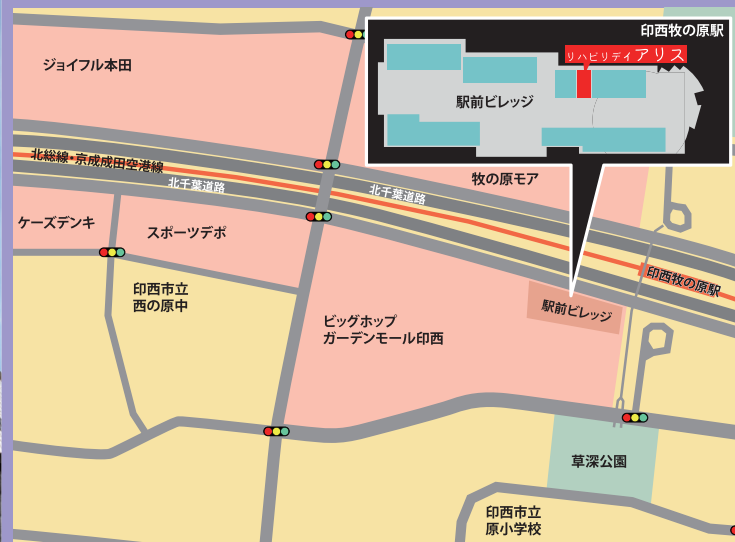 印西牧の原駅
リハビリデイアリス
駅前ビレッジ
ジョイフル本田
北総線・京成成田空港線
北千葉道路
北千葉道路
牧の原モア
ケーズデンキ
スポーツデポ
印西牧の原駅
印西市立
西の原中
駅前ビレッジ
ビッグホップ
ガーデンモール印西
草深公園
印西市立
原小学校